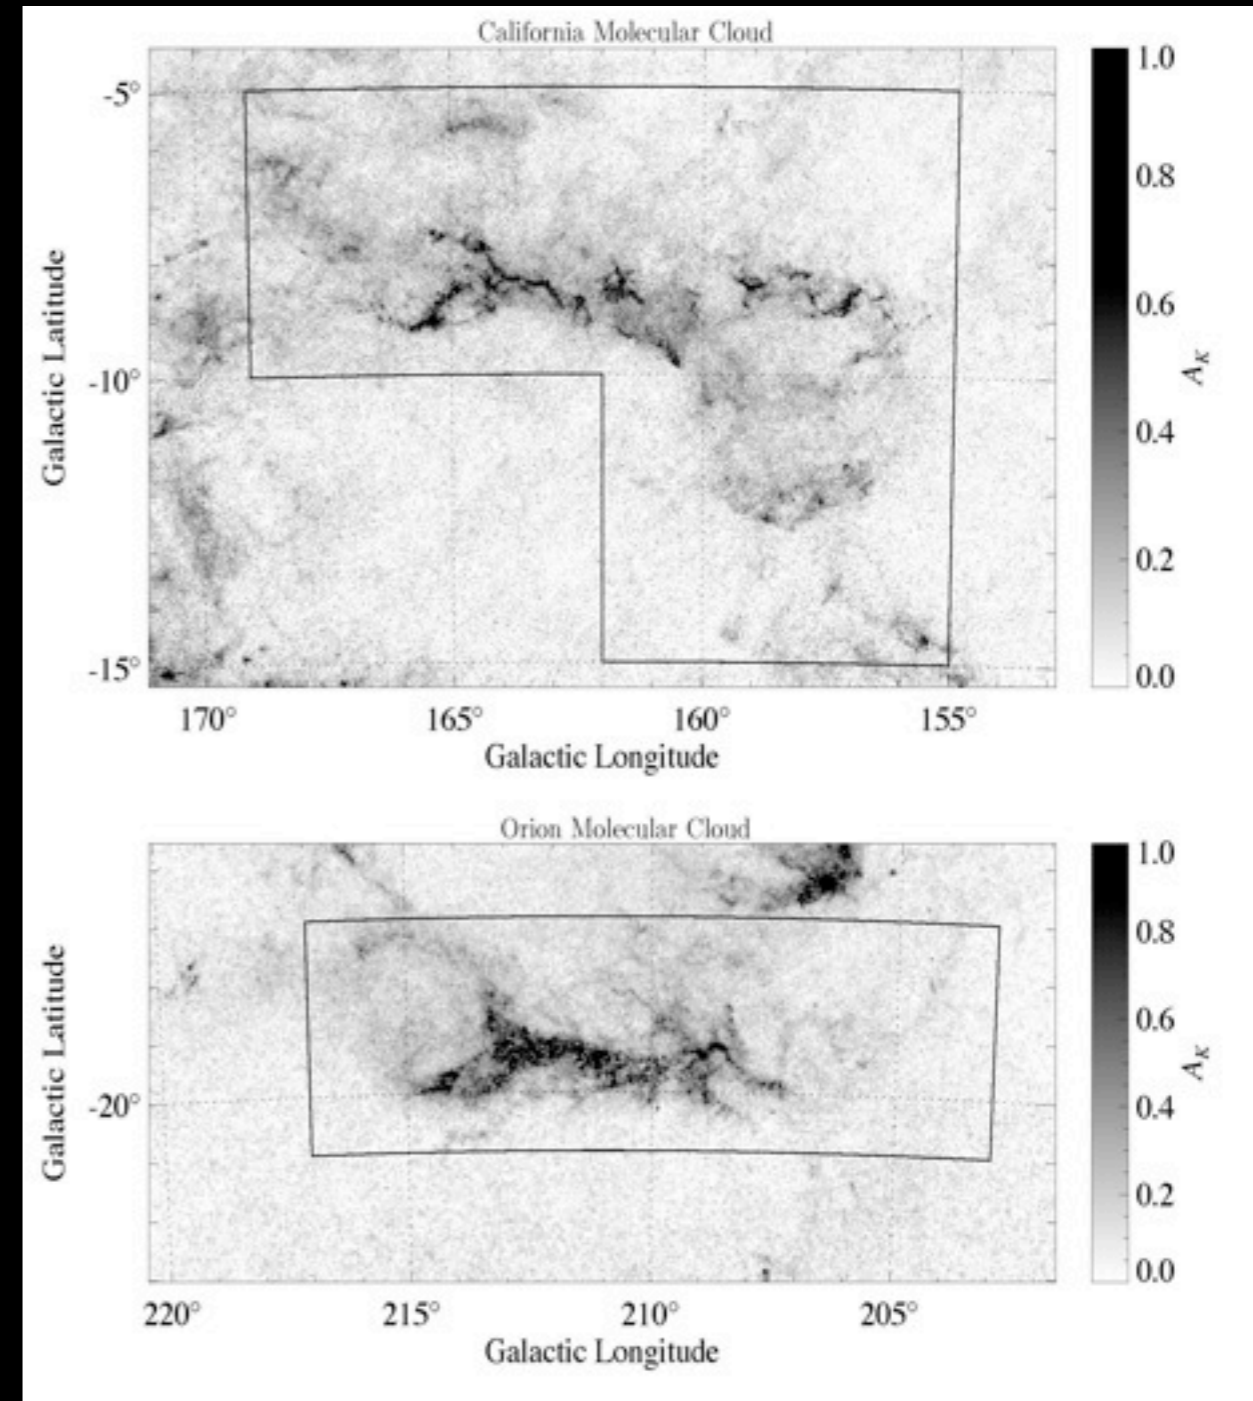 California Molecular Cloud
-5°
-10°
-15°
Galactic Latitude
170° 165° 160° 155°
Galactic Longitude
1.0
0.8
0.6
0.4
0.2
0.0
A_K
Orion Molecular Cloud
-20°
Galactic Latitude
220° 215° 210° 205°
Galactic Longitude
1.0
0.8
0.6
0.4
0.2
0.0
A_K